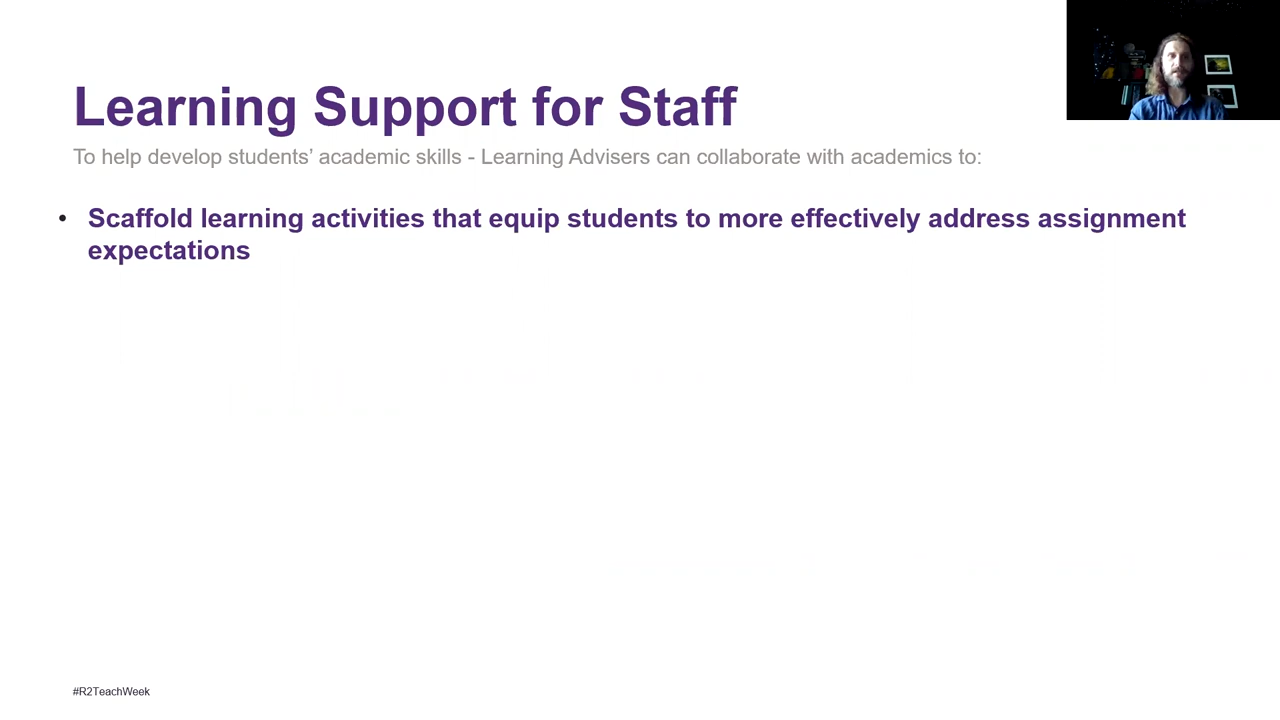 Learning Support for Staff
To help develop students’ academic skills - Learning Advisers can collaborate with academics to:
• Scaffold learning activities that equip students to more effectively address assignment
expectations
#R2TeachWeek